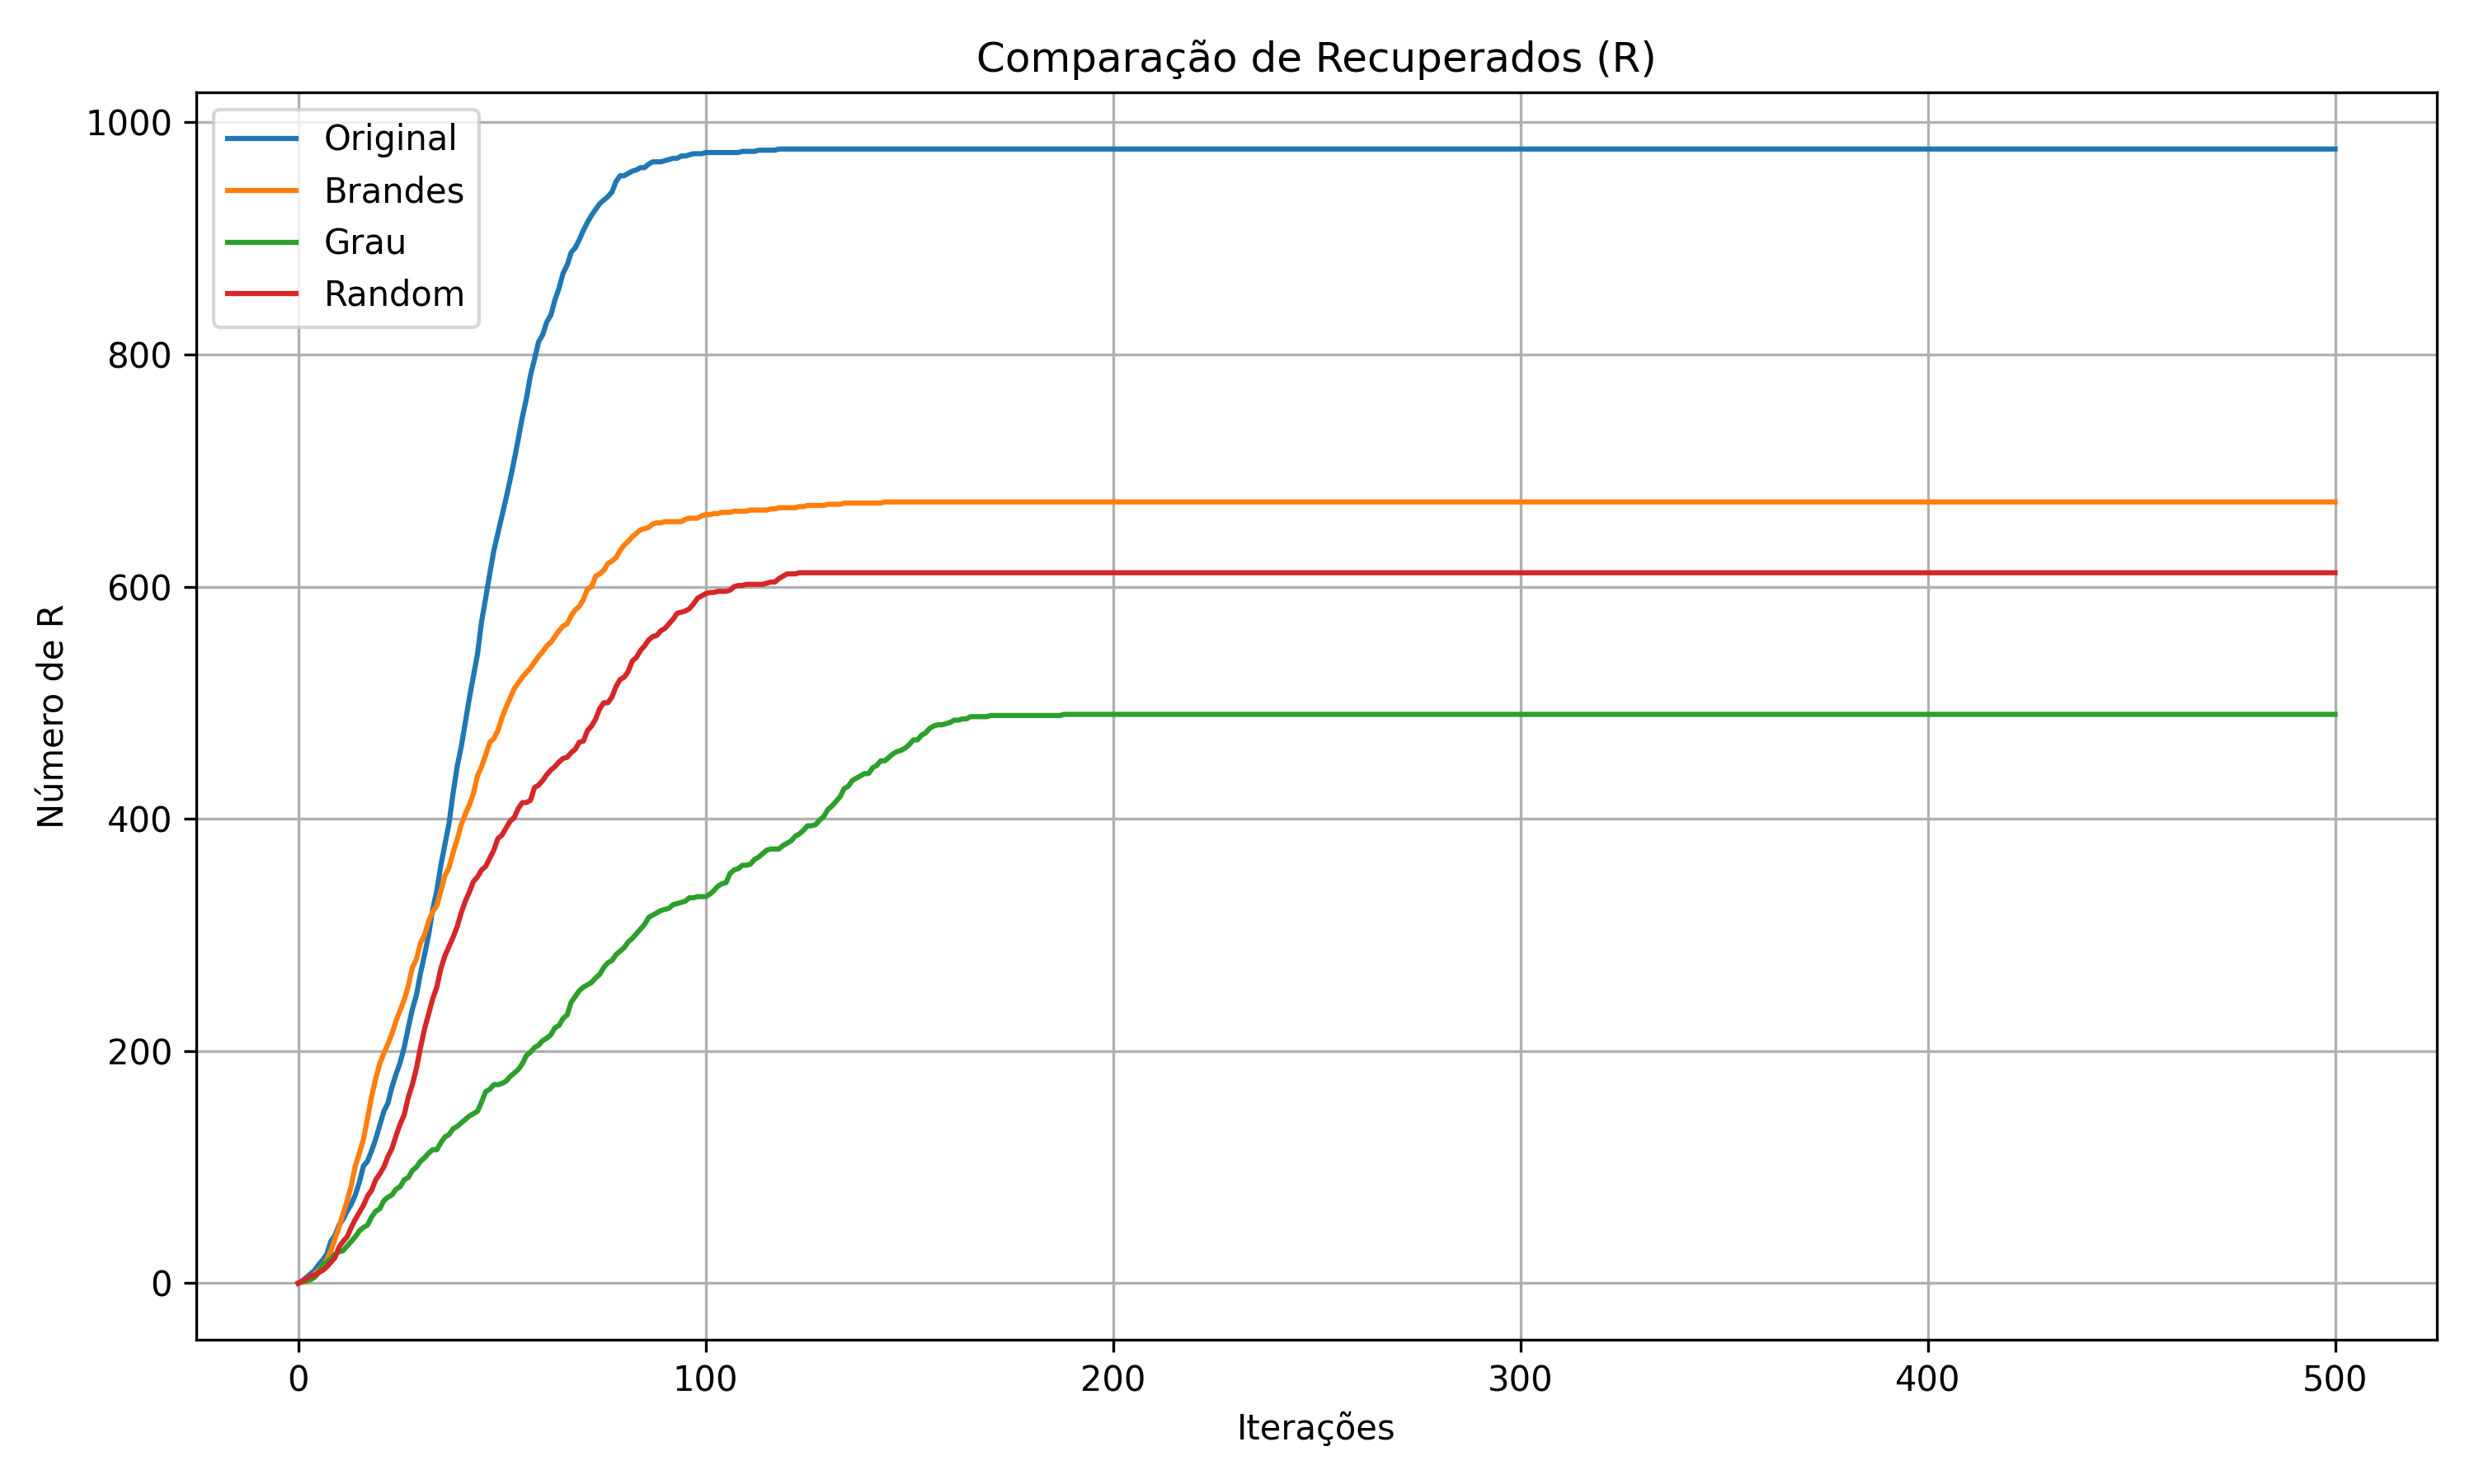 Comparação de Recuperados (R)
Original
Brandes
Grau
Random
1000
800
600
400
200
0
Número de R
0 100 200 300 400 500
Iterações